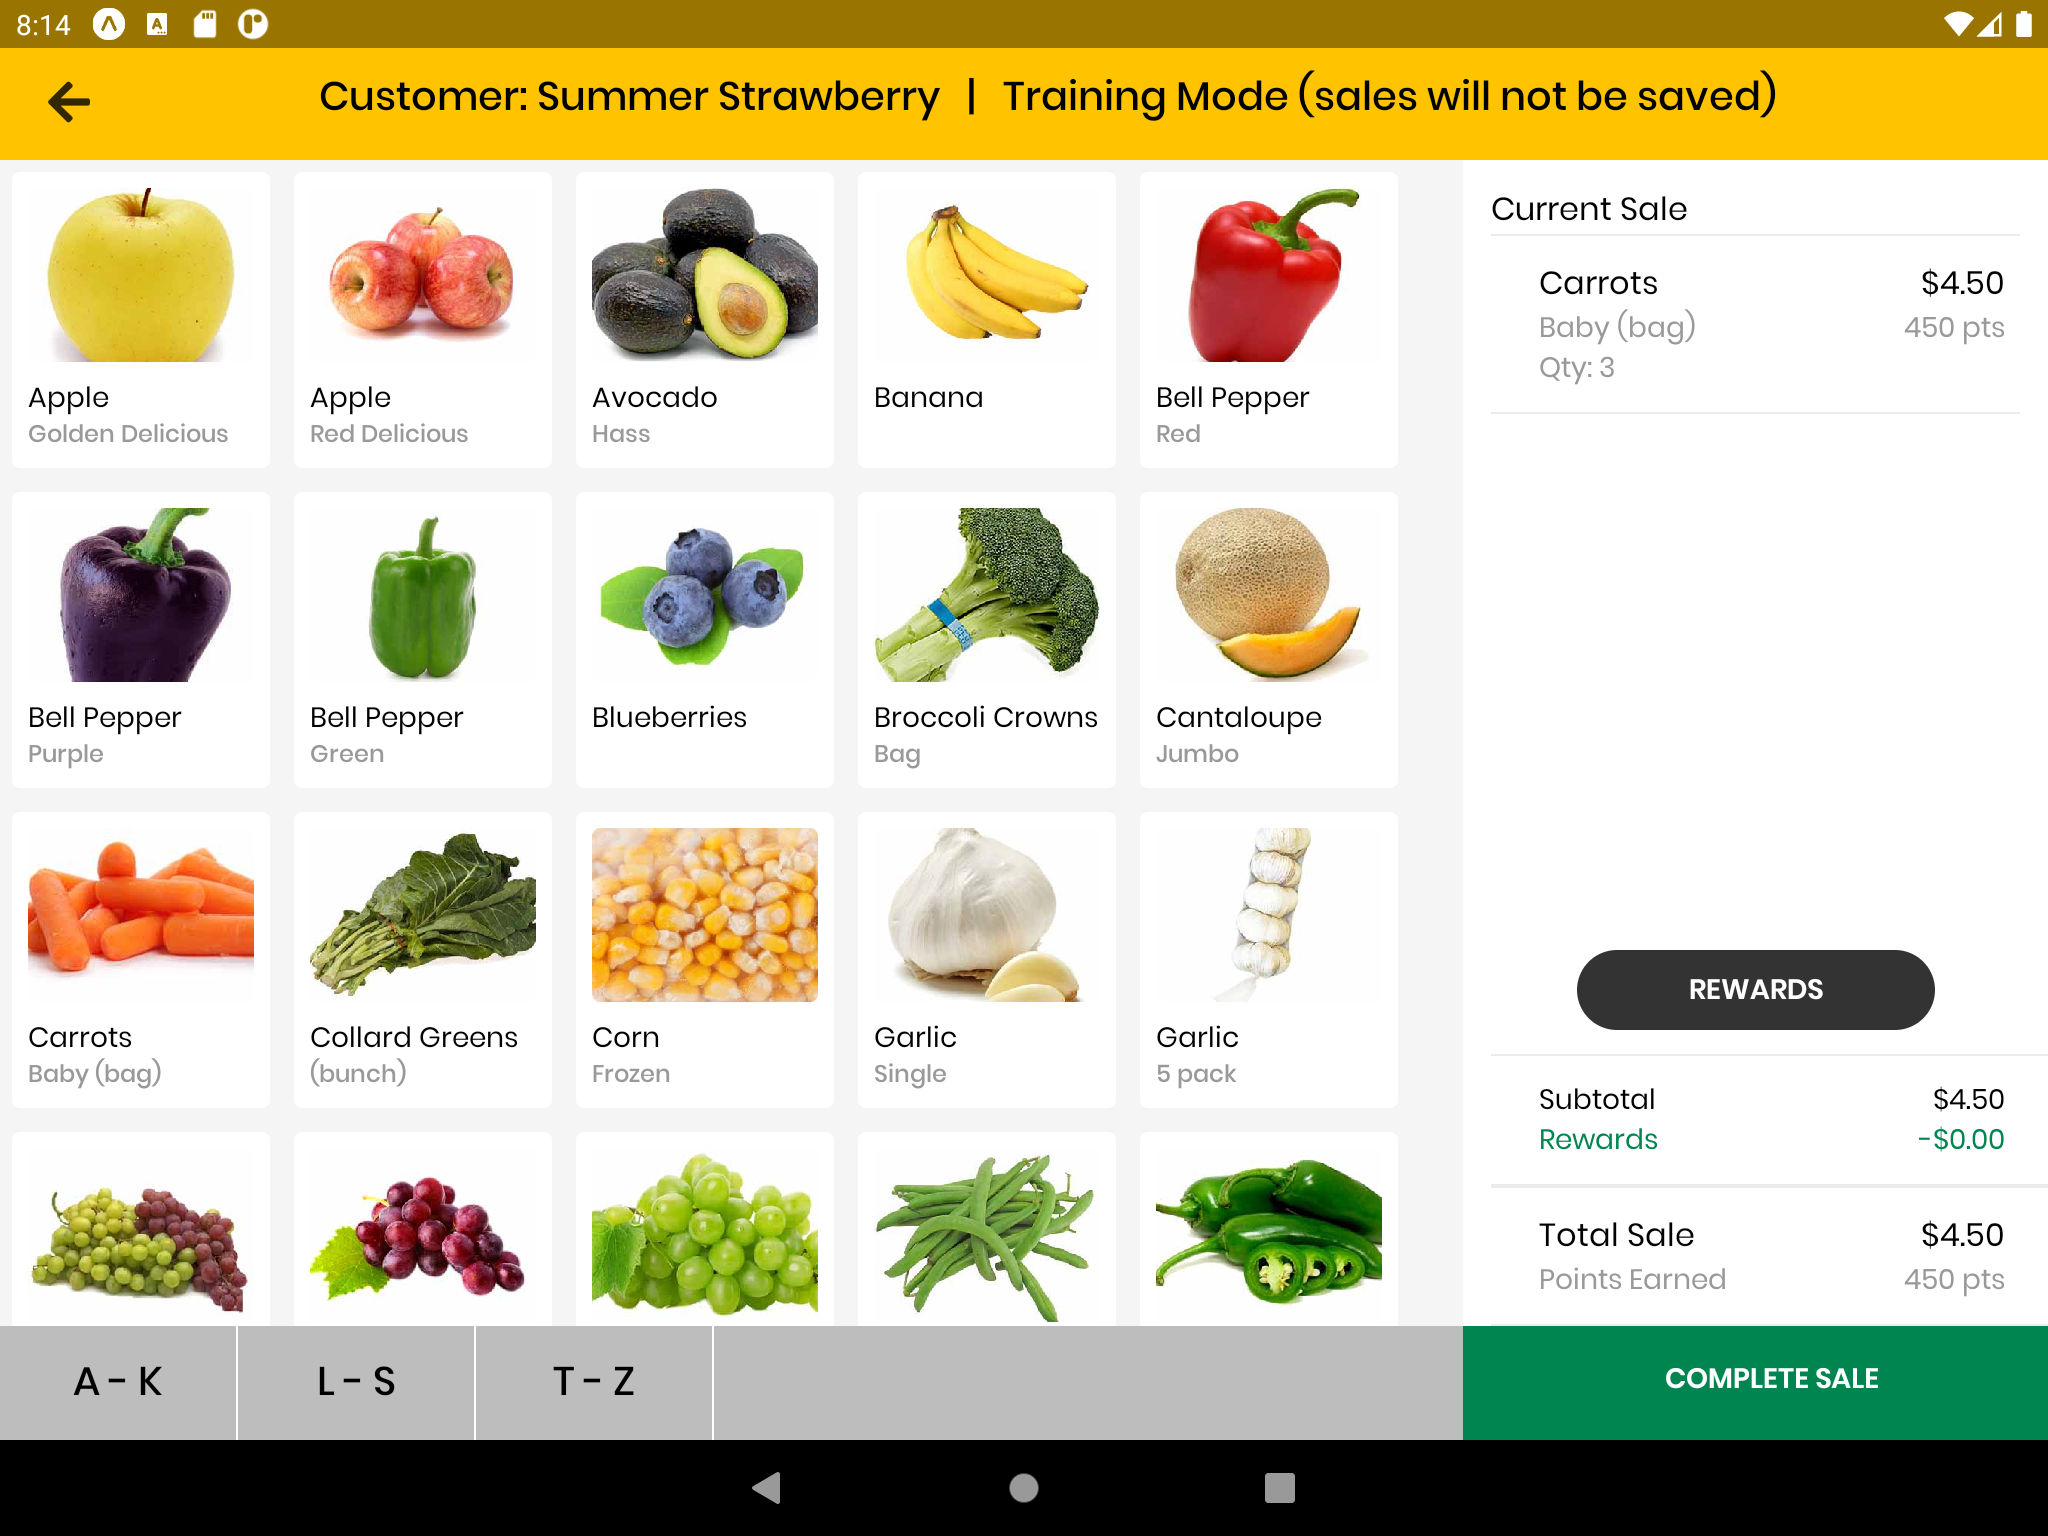 8:14
Customer: Summer Strawberry | Training Mode (sales will not be saved)
Apple
Golden Delicious
Apple
Red Delicious
Avocado
Hass
Banana
Bell Pepper
Red
Bell Pepper
Purple
Bell Pepper
Green
Blueberries
Broccoli Crowns
Bag
Cantaloupe
Jumbo
Carrots
Baby (bag)
Collard Greens
(bunch)
Corn
Frozen
Garlic
Single
Garlic
5 pack
A - K
L - S
T - Z
Current Sale
Carrots $4.50
Baby (bag) 450 pts
Qty: 3
REWARDS
Subtotal $4.50
Rewards -$0.00
Total Sale $4.50
Points Earned 450 pts
COMPLETE SALE